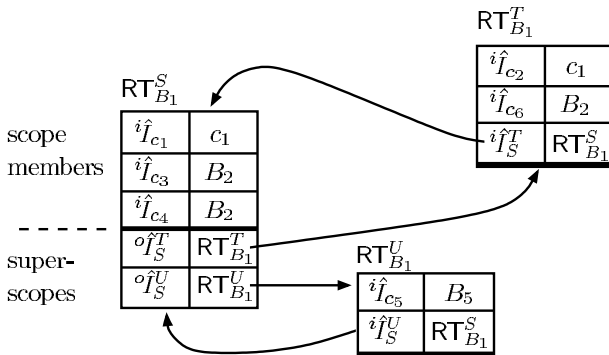 RT^T_{B_1}
^i\hat{I}_{c_2} c_1
^i\hat{I}_{c_6} B_2
^i\hat{I}^T_S RT^S_{B_1}
RT^S_{B_1}
scope
members
^i\hat{I}_{c_1} c_1
^i\hat{I}_{c_3} B_2
^i\hat{I}_{c_4} B_2
super-
scopes
^o\hat{I}^T_S RT^T_{B_1}
^o\hat{I}^U_S RT^U_{B_1}
RT^U_{B_1}
^i\hat{I}_{c_5} B_5
^i\hat{I}^U_S RT^S_{B_1}